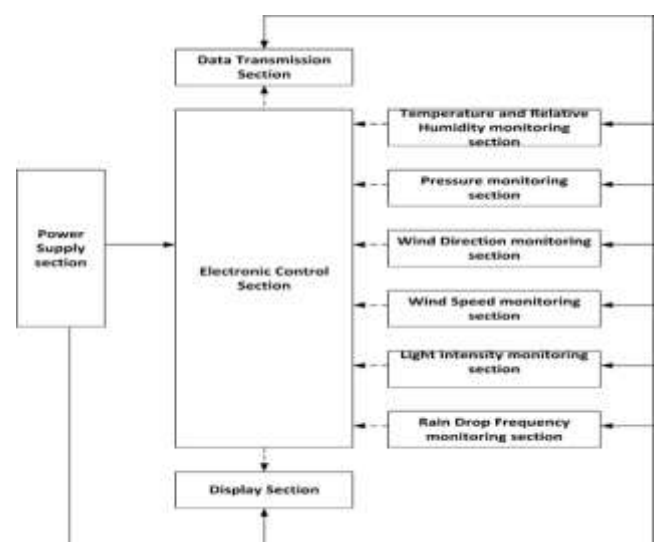 Data Transmission
Section
Temperature and Relative
Humidity monitoring
section
Pressure monitoring
section
Power
Supply
section
Wind Direction monitoring
section
Electronic Control
Section
Wind Speed monitoring
section
Light Intensity monitoring
section
Rain Drop Frequency
monitoring section
Display Section